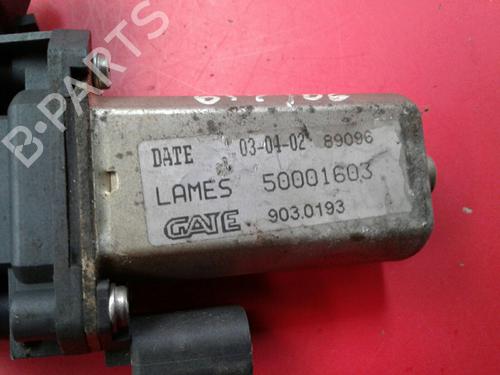 B-PARTS
DATE 03-04-02 89096
LAMES 50001603
GATE 903.0193